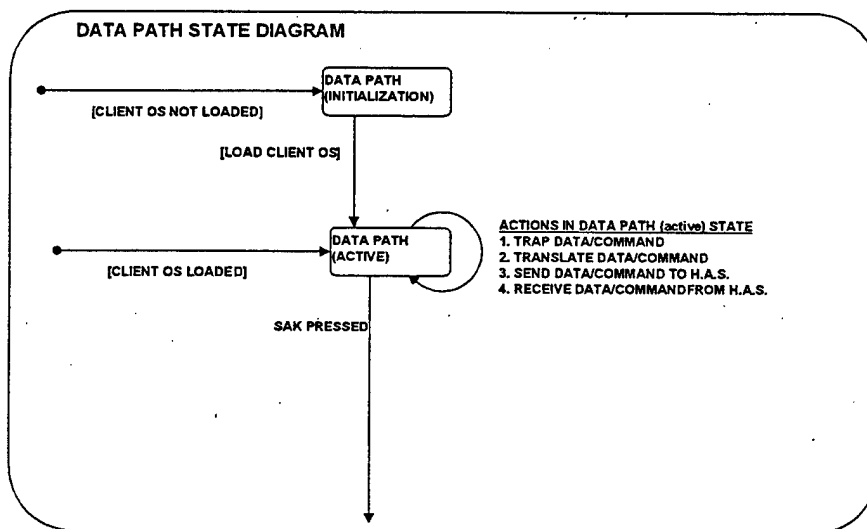 DATA PATH STATE DIAGRAM
DATA PATH
(INITIALIZATION)
[CLIENT OS NOT LOADED]
[LOAD CLIENT OS]
DATA PATH
(ACTIVE)
[CLIENT OS LOADED]
ACTIONS IN DATA PATH (active) STATE
1. TRAP DATA/COMMAND
2. TRANSLATE DATA/COMMAND
3. SEND DATA/COMMAND TO H.A.S.
4. RECEIVE DATA/COMMAND FROM H.A.S.
SAK PRESSED